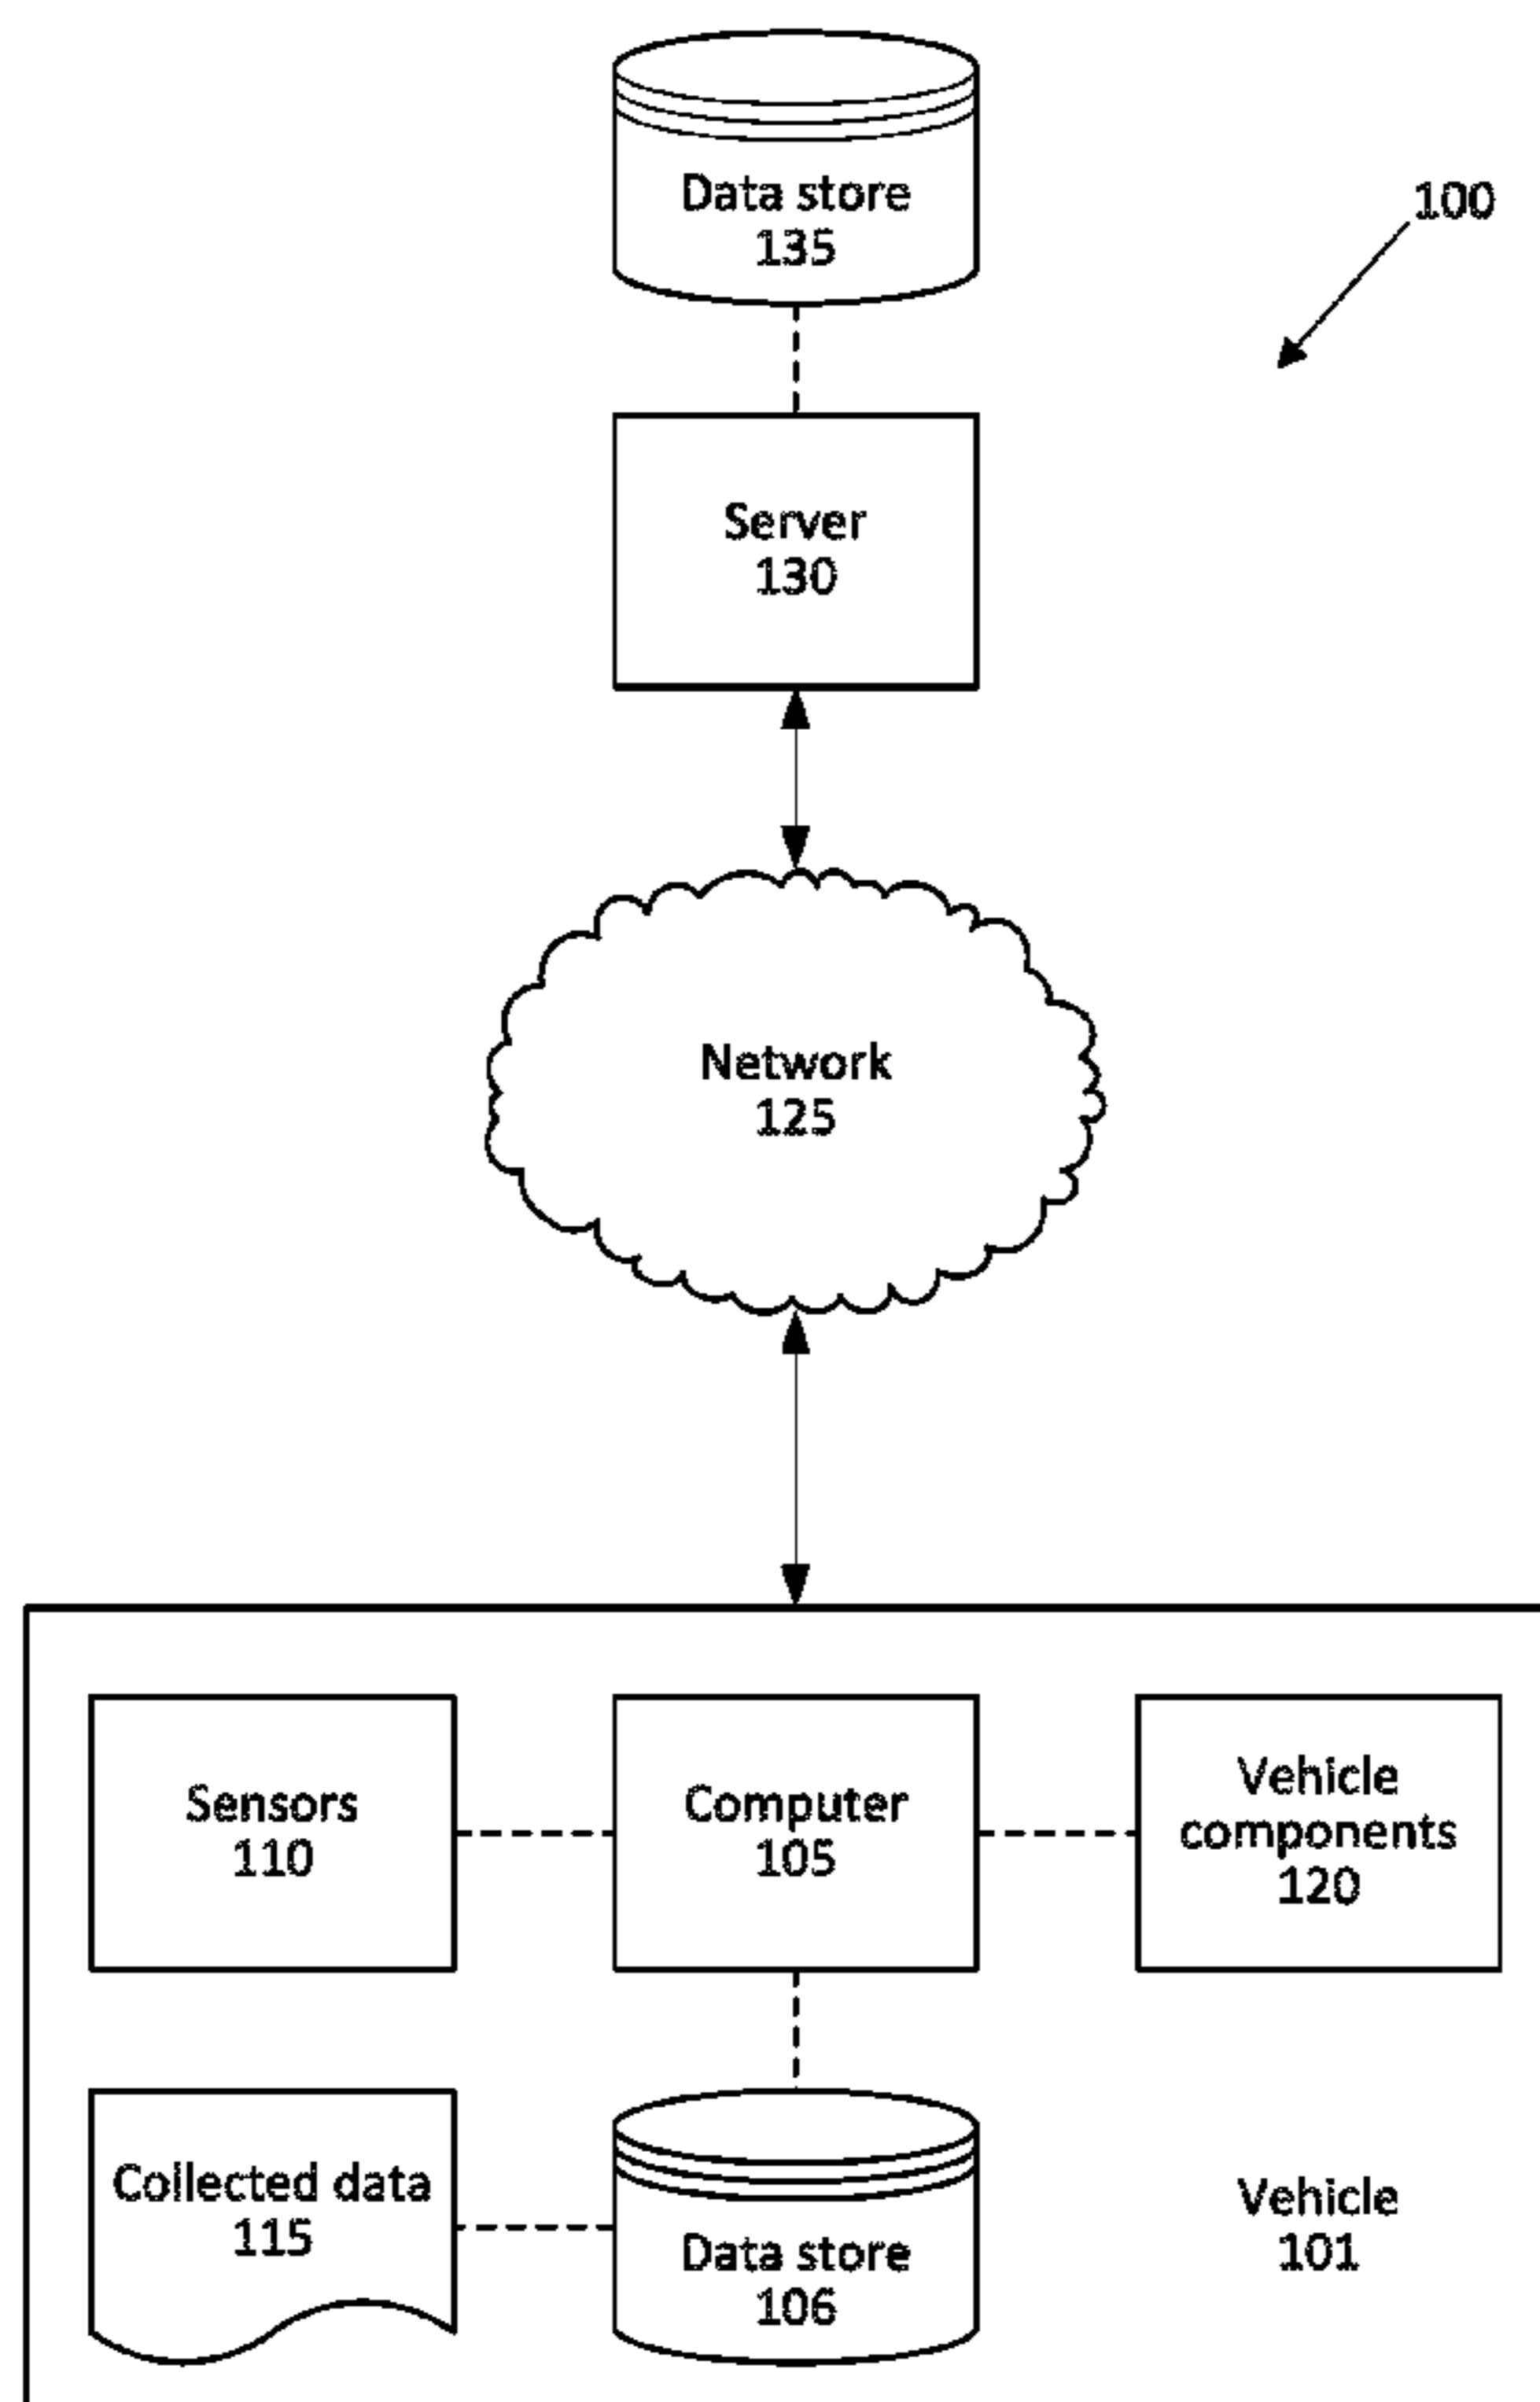 Data store
135
100
Server
130
Network
125
Sensors
110
Computer
105
Vehicle
components
120
Collected data
115
Data store
106
Vehicle
101